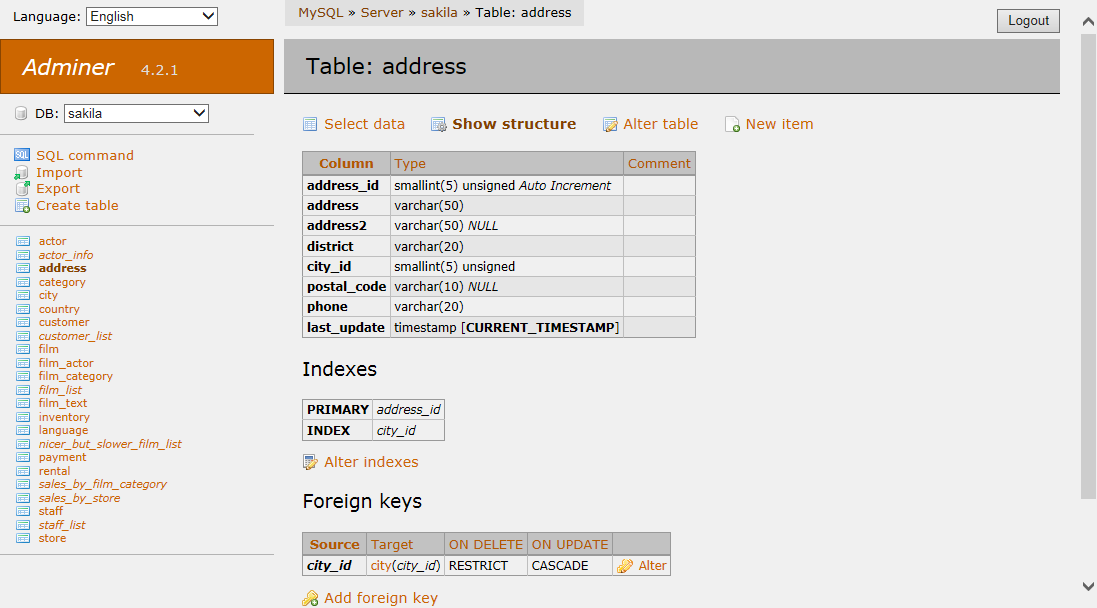 Language: English
Adminer 4.2.1
DB: sakila
SQL command
Import
Export
Create table
actor
actor_info
address
category
city
country
customer
customer_list
film
film_actor
film_category
film_list
film_text
inventory
language
nicer_but_slower_film_list
payment
rental
sales_by_film_category
sales_by_store
staff
staff_list
store
MySQL » Server » sakila » Table: address
Logout
Table: address
Select data Show structure Alter table New item
Column Type Comment
address_id smallint(5) unsigned Auto Increment
address varchar(50)
address2 varchar(50) NULL
district varchar(20)
city_id smallint(5) unsigned
postal_code varchar(10) NULL
phone varchar(20)
last_update timestamp [CURRENT_TIMESTAMP]
Indexes
PRIMARY address_id
INDEX city_id
Alter indexes
Foreign keys
Source Target ON DELETE ON UPDATE
city_id city(city_id) RESTRICT CASCADE Alter
Add foreign key